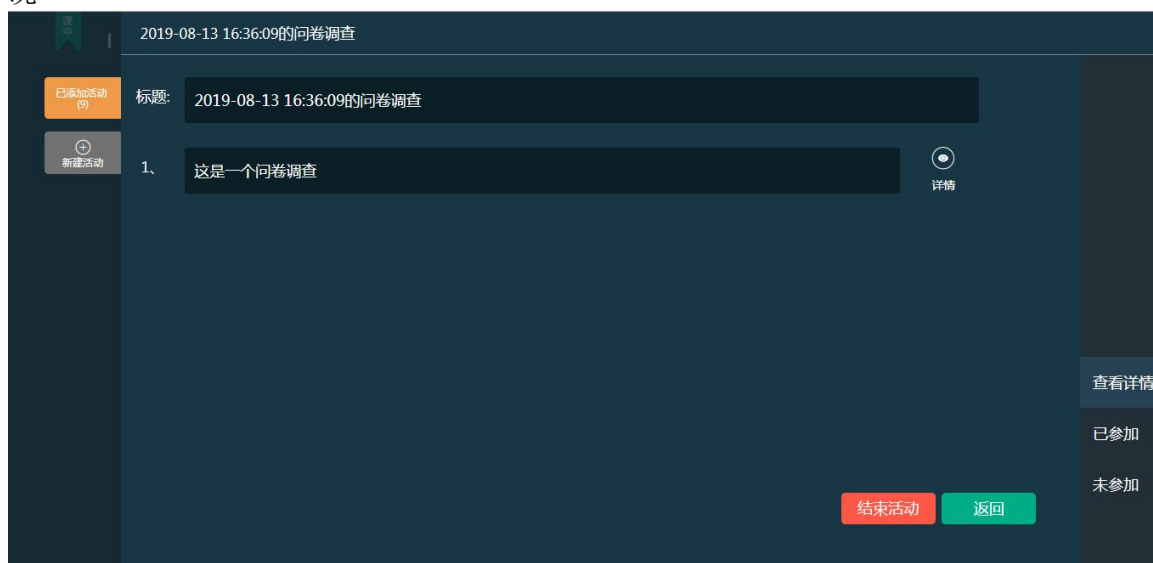 课
中
2019-08-13 16:36:09的问卷调查
已添加活动
(9)
新建活动
标题:
2019-08-13 16:36:09的问卷调查
1、
这是一个问卷调查
详情
查看详情
已参加
未参加
结束活动
返回